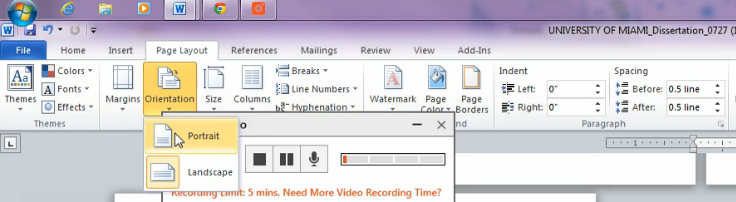 UNIVERSITY OF MIAMI_Dissertation_0727 (
File Home Insert Page Layout References Mailings Review View Add-Ins
Colors Breaks Indent Spacing
Aa Fonts Line Numbers Left: 0" Before: 0.5 line
Themes Effects Margins Orientation Size Columns Hyphenation Watermark Page Color Page Borders Right: 0" After: 0.5 line
Themes Paragraph
Portrait
Landscape
Recording Limit: 5 mins. Need More Video Recording Time?